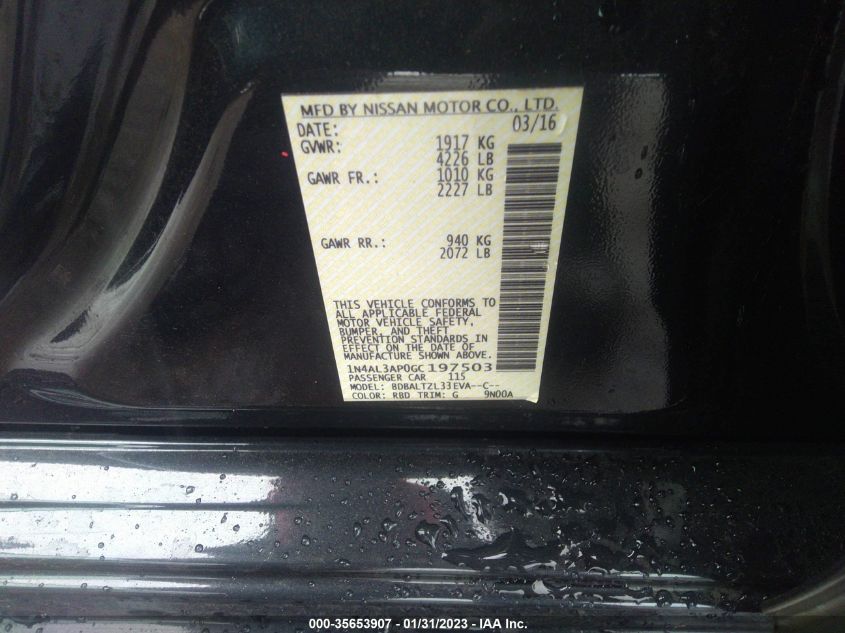 MFD BY NISSAN MOTOR CO., LTD.
DATE: 03/16
GVWR: 1917 KG
4226 LB
GAWR FR.: 1010 KG
2227 LB
GAWR RR.: 940 KG
2072 LB
THIS VEHICLE CONFORMS TO
ALL APPLICABLE FEDERAL
MOTOR VEHICLE SAFETY,
BUMPER, AND THEFT
PREVENTION STANDARDS IN
EFFECT ON THE DATE OF
MANUFACTURE SHOWN ABOVE.
1N4AL3AP0GC197503
PASSENGER CAR 115
MODEL: BDBALTZL33EVA--C--
COLOR: RBD TRIM: G 9N00A
000-35653907 - 01/31/2023 - IAA Inc.